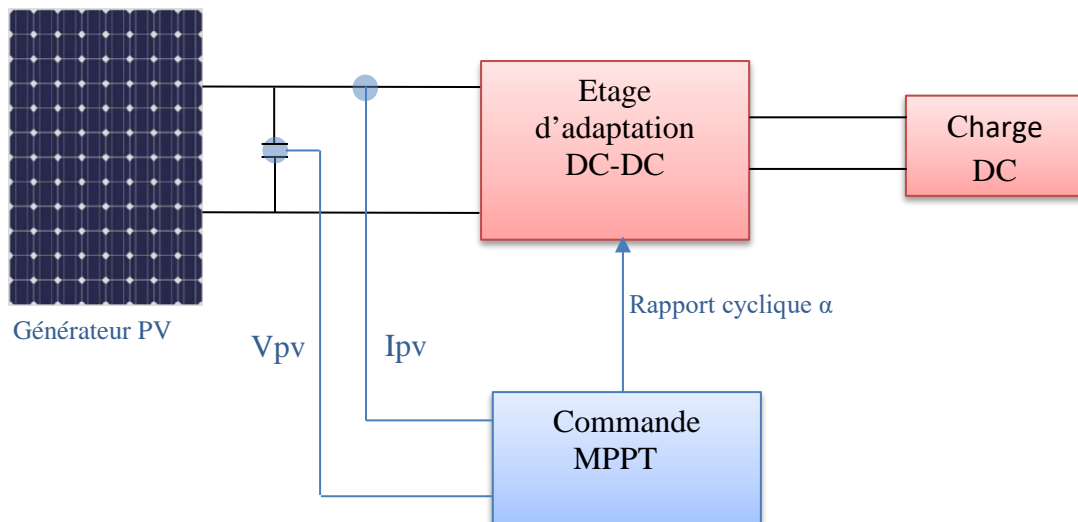 Etage
d’adaptation
DC-DC
Charge
DC
Générateur PV
Vpv
Ipv
Rapport cyclique α
Commande
MPPT